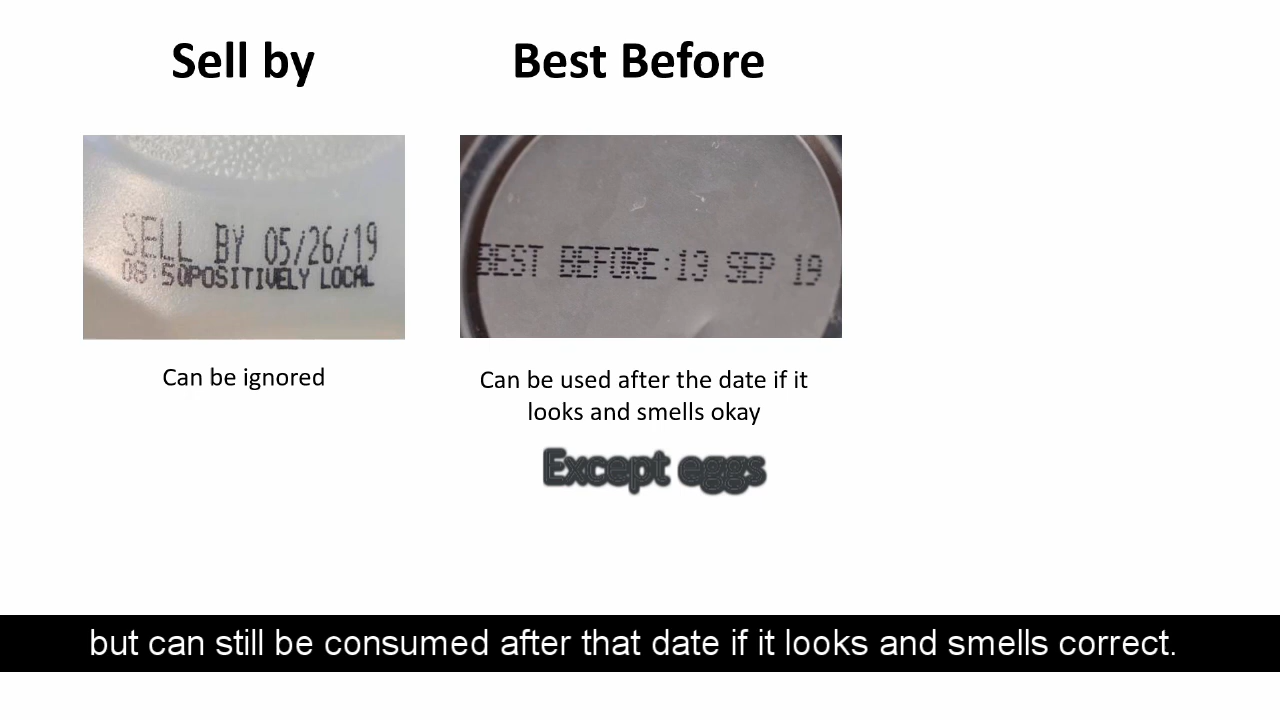 Sell by
Best Before
SELL BY 05/26/19
08:50POSITIVELY LOCAL
BEST BEFORE:13 SEP 19
Can be ignored
Can be used after the date if it
looks and smells okay
Except eggs
but can still be consumed after that date if it looks and smells correct.